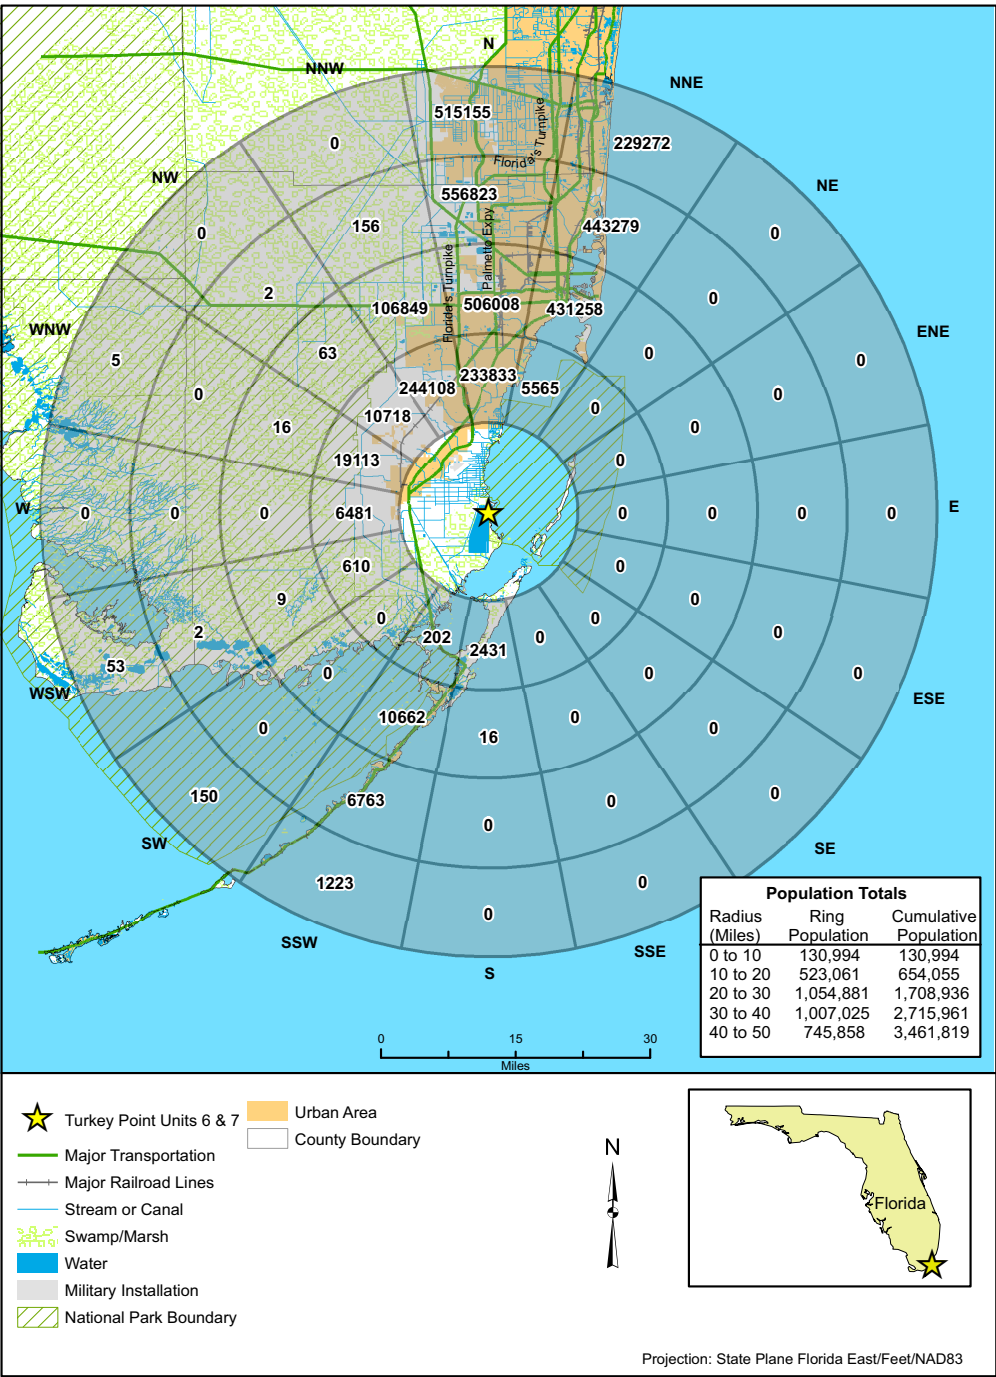 N
NNW
NNE
515155
0
229272
Florida's Turnpike
NW
NE
556823
156
443279
0
0
Palmetto Expy
Florida's Turnpike
2
0
106849
506008
431258
WNW
ENE
63
0
5
0
233833
244108
5565
0
0
10718
0
16
0
19113
0
W
0
0
0
6481
0
0
0
0
E
610
0
9
0
0
0
2
202
2431
0
0
53
0
0
0
WSW
ESE
10662
0
0
0
16
150
6763
0
0
0
SW
SE
1223
0
0
SSW
SSE
S
Population Totals
Radius (Miles) Ring Population Cumulative Population
0 to 10 130,994 130,994
10 to 20 523,061 654,055
20 to 30 1,054,881 1,708,936
30 to 40 1,007,025 2,715,961
40 to 50 745,858 3,461,819
0 15 30
Miles
Turkey Point Units 6 & 7
Major Transportation
Major Railroad Lines
Stream or Canal
Swamp/Marsh
Water
Military Installation
National Park Boundary
Urban Area
County Boundary
N
Florida
Projection: State Plane Florida East/Feet/NAD83